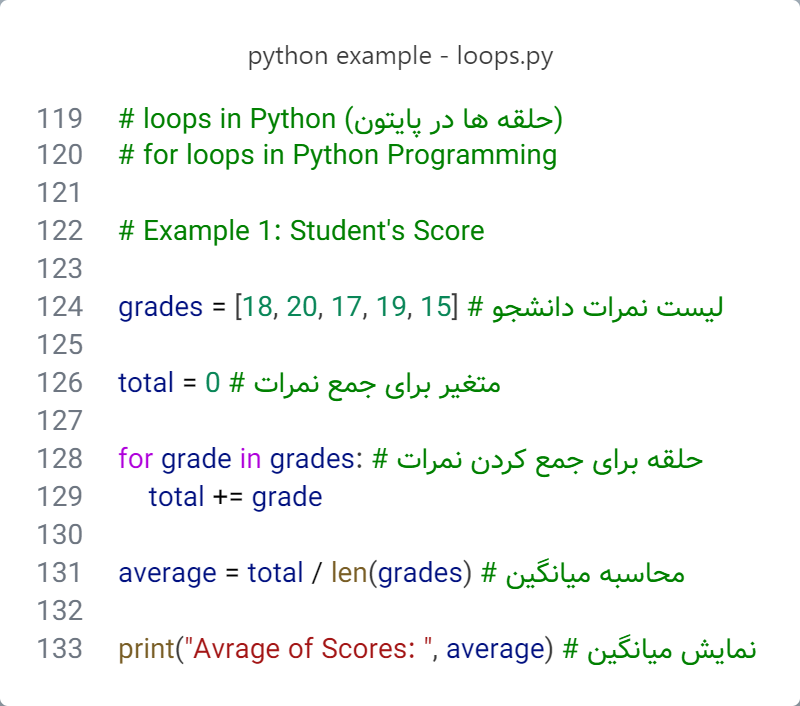 python example - loops.py
119 # loops in Python (حلقه ها در پایتون)
120 # for loops in Python Programming
121
122 # Example 1: Student's Score
123
124 grades = [18, 20, 17, 19, 15] # لیست نمرات دانشجو
125
126 total = 0 # متغیر برای جمع نمرات
127
128 for grade in grades: # حلقه برای جمع کردن نمرات
129     total += grade
130
131 average = total / len(grades) # محاسبه میانگین
132
133 print("Avrage of Scores: ", average) # نمایش میانگین